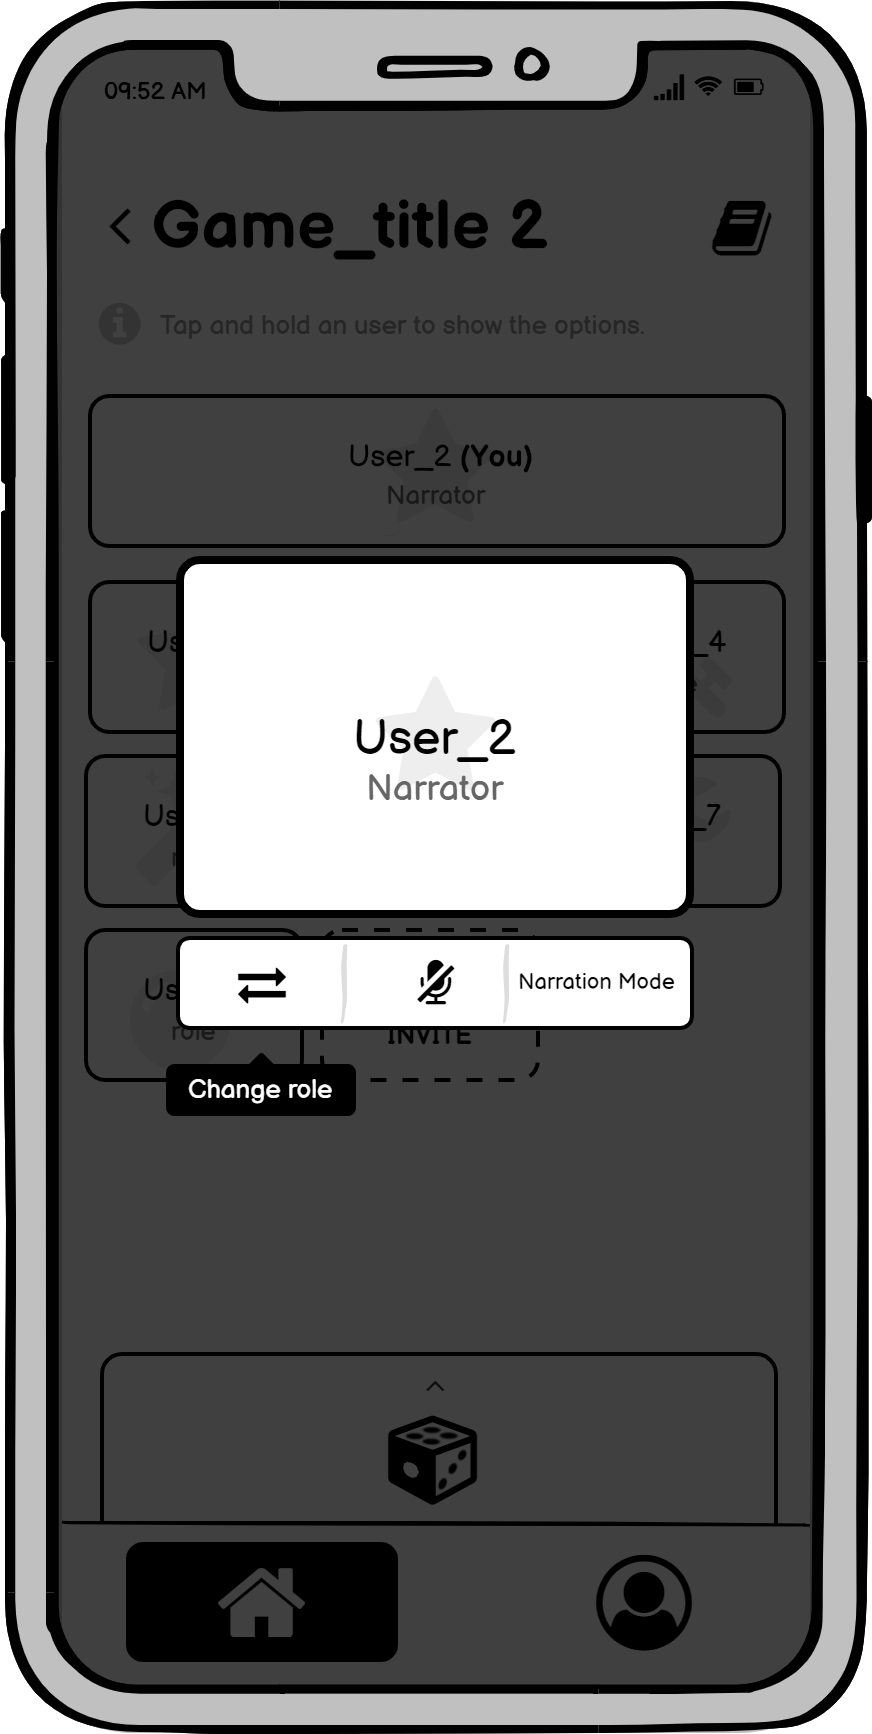 09:52 AM
Game_title 2
Tap and hold an user to show the options.
User_2 (You)
Narrator
Us
_4
User_2
Narrator
Us
_7
Us
Narration Mode
role
INVITE
Change role